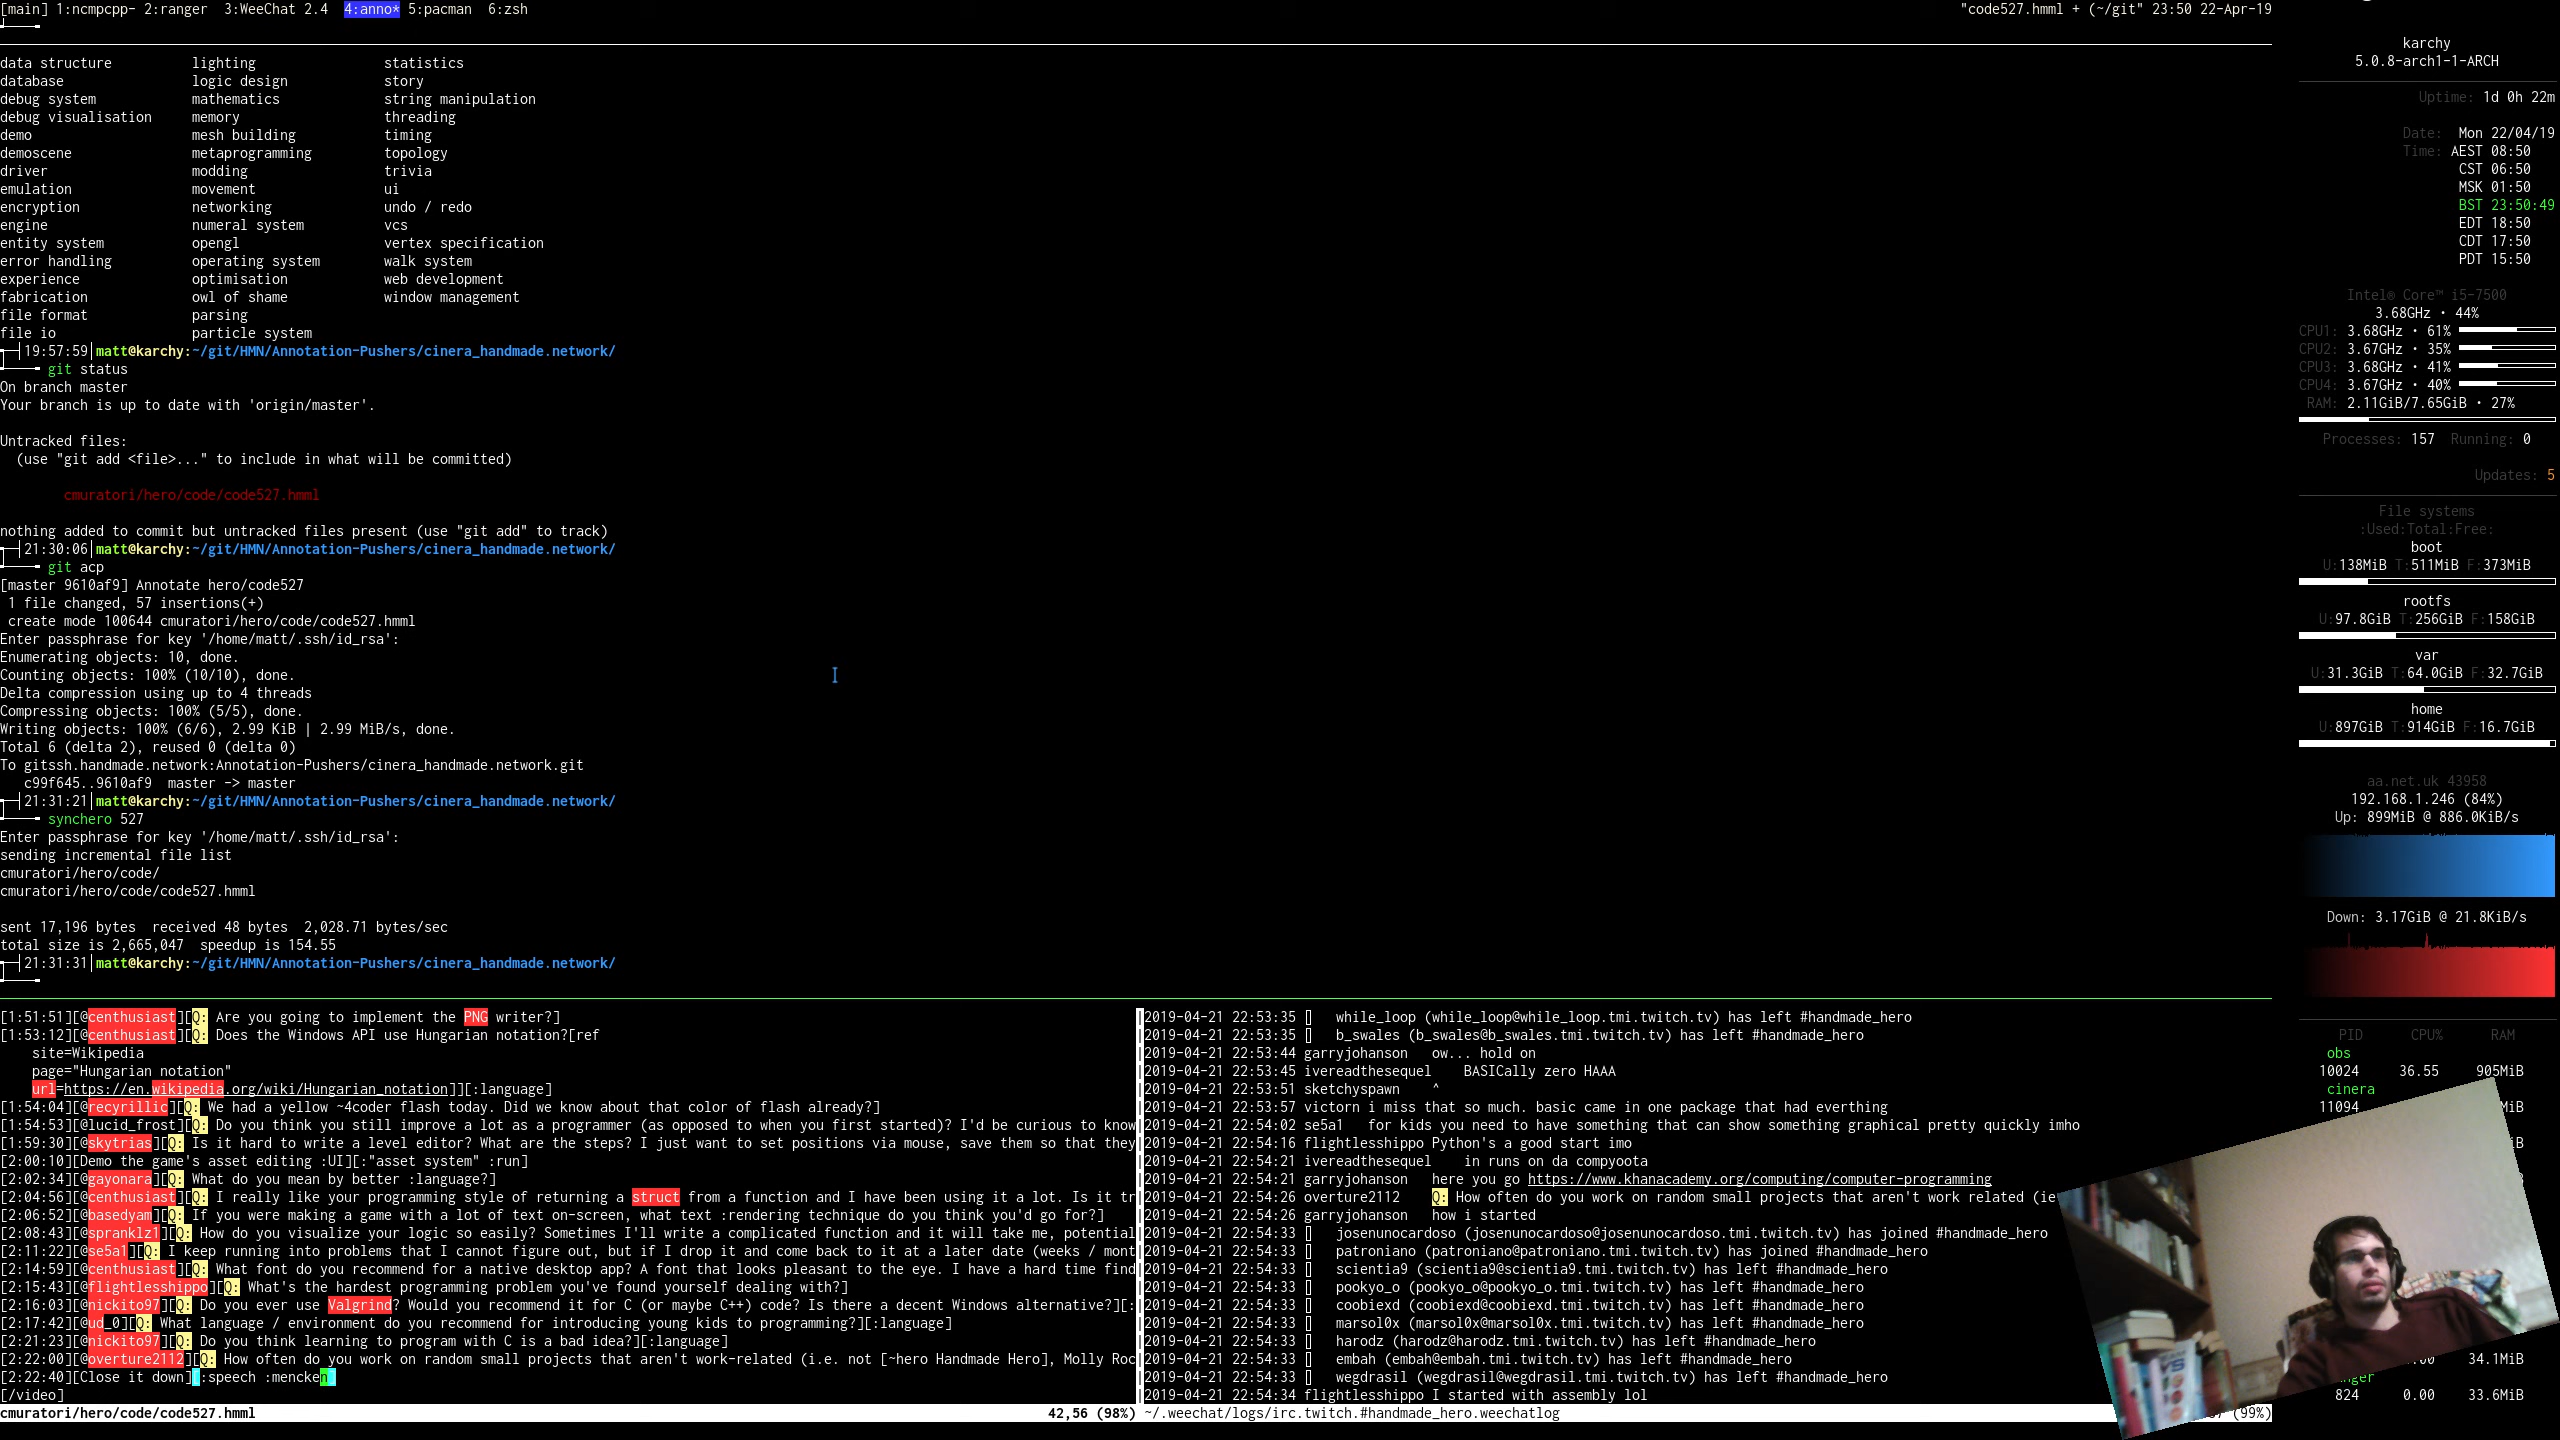 [main] 1:ncmpcpp- 2:ranger  3:WeeChat 2.4  4:anno* 5:pacman  6:zsh
"code527.hmml + (~/git" 23:50 22-Apr-19
data structure          lighting                statistics
database                logic design            story
debug system            mathematics             string manipulation
debug visualisation     memory                  threading
demo                    mesh building           timing
demoscene               metaprogramming         topology
driver                  modding                 trivia
emulation               movement                ui
encryption              networking              undo / redo
engine                  numeral system          vcs
entity system           opengl                  vertex specification
error handling          operating system        walk system
experience              optimisation            web development
fabrication             owl of shame            window management
file format             parsing
file io                 particle system
19:57:59 matt@karchy:~/git/HMN/Annotation-Pushers/cinera_handmade.network/
git status
On branch master
Your branch is up to date with 'origin/master'.
Untracked files:
(use "git add <file>..." to include in what will be committed)
cmuratori/hero/code/code527.hmml
nothing added to commit but untracked files present (use "git add" to track)
21:30:06 matt@karchy:~/git/HMN/Annotation-Pushers/cinera_handmade.network/
git acp
[master 9610af9] Annotate hero/code527
1 file changed, 57 insertions(+)
create mode 100644 cmuratori/hero/code/code527.hmml
Enter passphrase for key '/home/matt/.ssh/id_rsa':
Enumerating objects: 10, done.
Counting objects: 100% (10/10), done.
Delta compression using up to 4 threads
Compressing objects: 100% (5/5), done.
Writing objects: 100% (6/6), 2.99 KiB | 2.99 MiB/s, done.
Total 6 (delta 2), reused 0 (delta 0)
To gitssh.handmade.network:Annotation-Pushers/cinera_handmade.network.git
c99f645..9610af9  master -> master
21:31:21 matt@karchy:~/git/HMN/Annotation-Pushers/cinera_handmade.network/
synchero 527
Enter passphrase for key '/home/matt/.ssh/id_rsa':
sending incremental file list
cmuratori/hero/code/
cmuratori/hero/code/code527.hmml
sent 17,196 bytes  received 48 bytes  2,028.71 bytes/sec
total size is 2,665,047  speedup is 154.55
21:31:31 matt@karchy:~/git/HMN/Annotation-Pushers/cinera_handmade.network/
[1:51:51][@centhusiast][Q: Are you going to implement the PNG writer?]
[1:53:12][@centhusiast][Q: Does the Windows API use Hungarian notation?[ref
site=Wikipedia
page="Hungarian notation"
url=https://en.wikipedia.org/wiki/Hungarian_notation]][:language]
[1:54:04][@recyrillic][Q: We had a yellow ~4coder flash today. Did we know about that color of flash already?]
[1:54:53][@lucid_frost][Q: Do you think you still improve a lot as a programmer (as opposed to when you first started)? I'd be curious to know
[1:59:30][@skytrias][Q: Is it hard to write a level editor? What are the steps? I just want to set positions via mouse, save them so that they
[2:00:10][Demo the game's asset editing :UI][:"asset system" :run]
[2:02:34][@gayonara][Q: What do you mean by better :language?]
[2:04:56][@centhusiast][Q: I really like your programming style of returning a struct from a function and I have been using it a lot. Is it tr
[2:06:52][@basedyam][Q: If you were making a game with a lot of text on-screen, what text :rendering technique do you think you'd go for?]
[2:08:43][@spranklz1][Q: How do you visualize your logic so easily? Sometimes I'll write a complicated function and it will take me, potential
[2:11:22][@se5a1][Q: I keep running into problems that I cannot figure out, but if I drop it and come back to it at a later date (weeks / mont
[2:14:59][@centhusiast][Q: What font do you recommend for a native desktop app? A font that looks pleasant to the eye. I have a hard time find
[2:15:43][@flightlesshippo][Q: What's the hardest programming problem you've found yourself dealing with?]
[2:16:03][@nickito97][Q: Do you ever use Valgrind? Would you recommend it for C (or maybe C++) code? Is there a decent Windows alternative?][:
[2:17:42][@ud_0][Q: What language / environment do you recommend for introducing young kids to programming?][:language]
[2:21:23][@nickito97][Q: Do you think learning to program with C is a bad idea?][:language]
[2:22:00][@overture2112][Q: How often do you work on random small projects that aren't work-related (i.e. not [~hero Handmade Hero], Molly Roc
[2:22:40][Close it down][:speech :mencken]
[/video]
cmuratori/hero/code/code527.hmml 42,56 (98%)
2019-04-21 22:53:35 while_loop (while_loop@while_loop.tmi.twitch.tv) has left #handmade_hero
2019-04-21 22:53:35 b_swales (b_swales@b_swales.tmi.twitch.tv) has left #handmade_hero
2019-04-21 22:53:44 garryjohanson   ow... hold on
2019-04-21 22:53:45 ivereadthesequel    BASICally zero HAAA
2019-04-21 22:53:51 sketchyspawn    ^
2019-04-21 22:53:57 victorn i miss that so much. basic came in one package that had everthing
2019-04-21 22:54:02 se5a1   for kids you need to have something that can show something graphical pretty quickly imho
2019-04-21 22:54:16 flightlesshippo Python's a good start imo
2019-04-21 22:54:21 ivereadthesequel    in runs on da compyoota
2019-04-21 22:54:21 garryjohanson   here you go https://www.khanacademy.org/computing/computer-programming
2019-04-21 22:54:26 overture2112    Q: How often do you work on random small projects that aren't work related (ie
2019-04-21 22:54:26 garryjohanson   how i started
2019-04-21 22:54:33 josenunocardoso (josenunocardoso@josenunocardoso.tmi.twitch.tv) has joined #handmade_hero
2019-04-21 22:54:33 patroniano (patroniano@patroniano.tmi.twitch.tv) has joined #handmade_hero
2019-04-21 22:54:33 scientia9 (scientia9@scientia9.tmi.twitch.tv) has left #handmade_hero
2019-04-21 22:54:33 pookyo_o (pookyo_o@pookyo_o.tmi.twitch.tv) has left #handmade_hero
2019-04-21 22:54:33 coobiexd (coobiexd@coobiexd.tmi.twitch.tv) has left #handmade_hero
2019-04-21 22:54:33 marsol0x (marsol0x@marsol0x.tmi.twitch.tv) has left #handmade_hero
2019-04-21 22:54:33 harodz (harodz@harodz.tmi.twitch.tv) has left #handmade_hero
2019-04-21 22:54:33 embah (embah@embah.tmi.twitch.tv) has left #handmade_hero
2019-04-21 22:54:33 wegdrasil (wegdrasil@wegdrasil.tmi.twitch.tv) has left #handmade_hero
2019-04-21 22:54:34 flightlesshippo I started with assembly lol
~/.weechat/logs/irc.twitch.#handmade_hero.weechatlog (99%)
karchy
5.0.8-arch1-1-ARCH
Uptime: 1d 0h 22m
Date: Mon 22/04/19
Time: AEST 08:50
CST 06:50
MSK 01:50
BST 23:50:49
EDT 18:50
CDT 17:50
PDT 15:50
Intel® Core™ i5-7500
3.68GHz · 44%
CPU1: 3.68GHz · 61%
CPU2: 3.67GHz · 35%
CPU3: 3.68GHz · 41%
CPU4: 3.67GHz · 40%
RAM: 2.11GiB/7.65GiB · 27%
Processes: 157  Running: 0
Updates: 5
File systems
:Used:Total:Free:
boot
U:138MiB T:511MiB F:373MiB
rootfs
U:97.8GiB T:256GiB F:158GiB
var
U:31.3GiB T:64.0GiB F:32.7GiB
home
U:897GiB T:914GiB F:16.7GiB
aa.net.uk 43958
192.168.1.246 (84%)
Up: 899MiB @ 886.0KiB/s
Down: 3.17GiB @ 21.8KiB/s
PID CPU% RAM
obs
10024 36.55 905MiB
cinera
11094
34.1MiB
824 0.00 33.6MiB